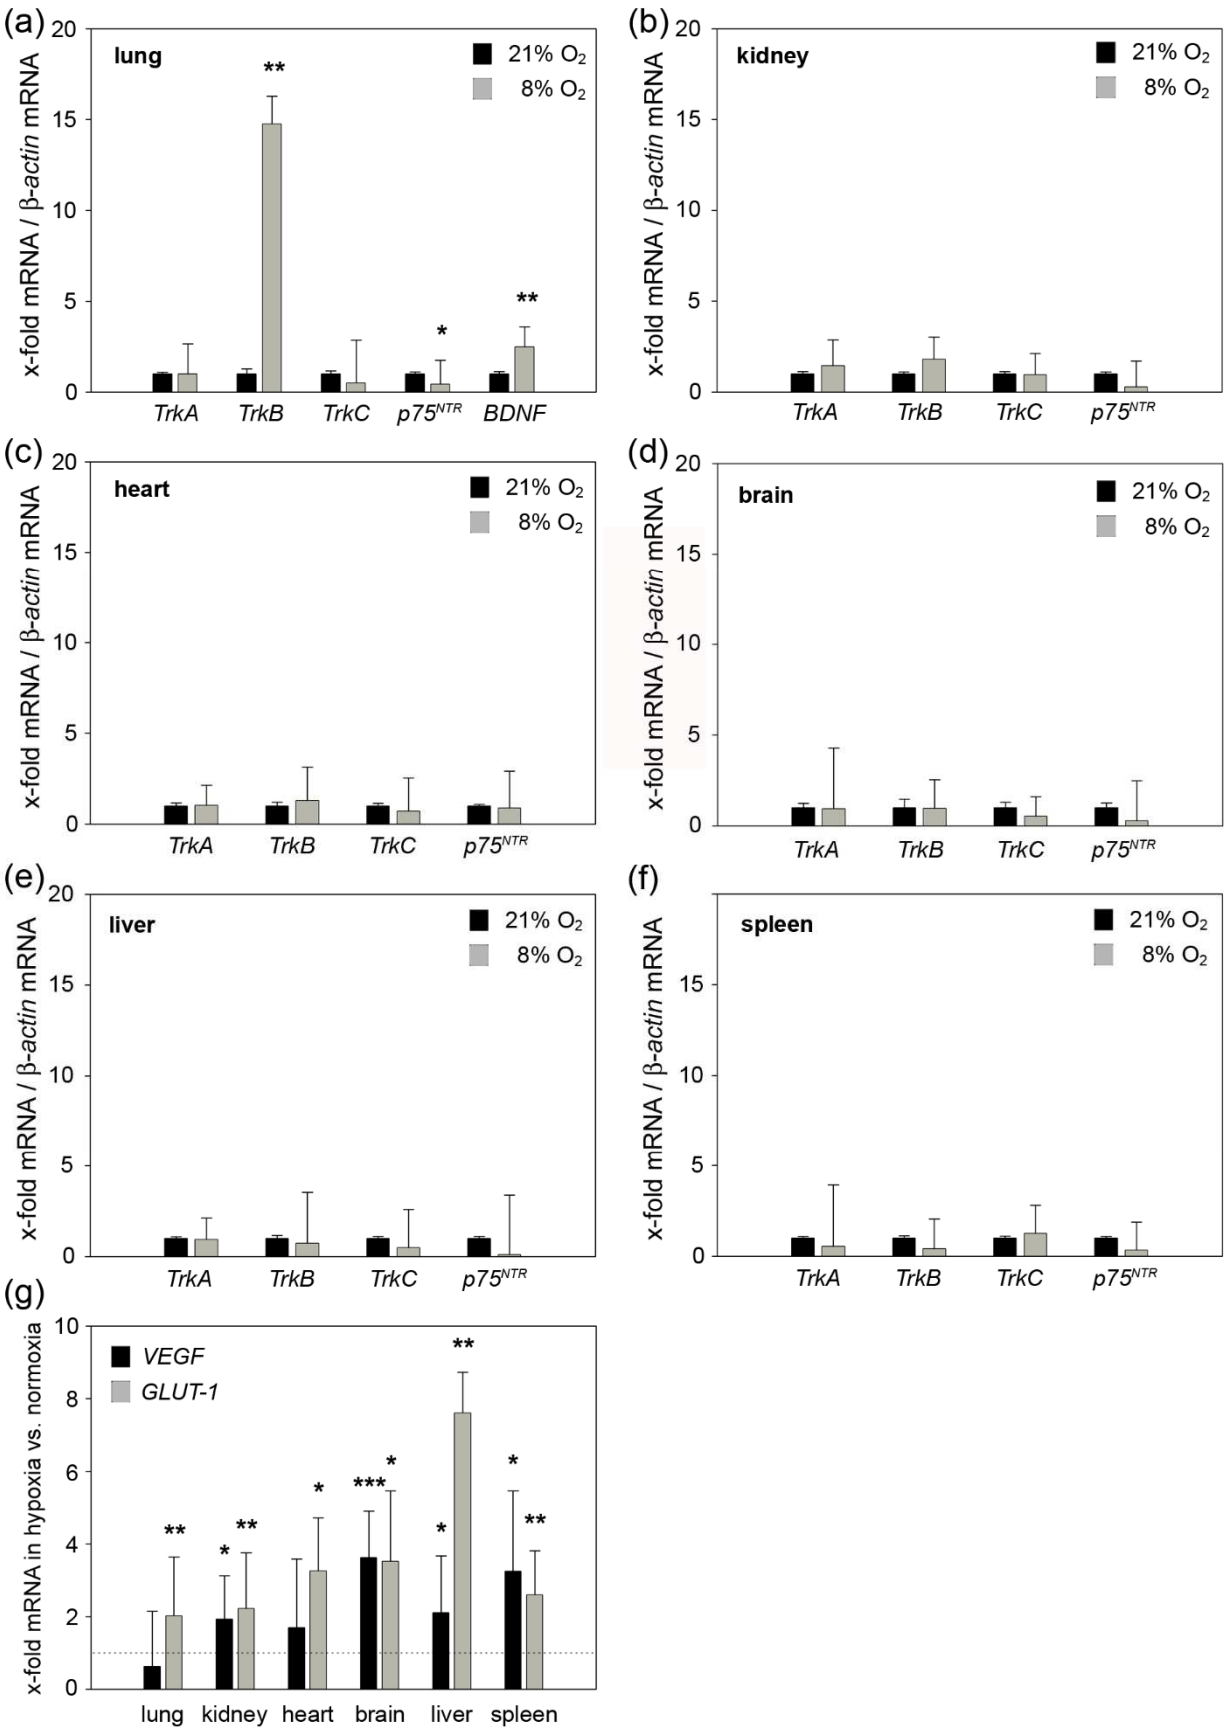 (a)
x-fold mRNA / β-actin mRNA
20
15
10
5
0
lung
21% O₂
8% O₂
**
*
**
TrkA TrkB TrkC p75ᴺᵀᴿ BDNF
(b)
x-fold mRNA / β-actin mRNA
20
15
10
5
0
kidney
21% O₂
8% O₂
TrkA TrkB TrkC p75ᴺᵀᴿ
(c)
x-fold mRNA / β-actin mRNA
20
15
10
5
0
heart
21% O₂
8% O₂
TrkA TrkB TrkC p75ᴺᵀᴿ
(d)
x-fold mRNA / β-actin mRNA
20
15
10
5
0
brain
21% O₂
8% O₂
TrkA TrkB TrkC p75ᴺᵀᴿ
(e)
x-fold mRNA / β-actin mRNA
20
15
10
5
0
liver
21% O₂
8% O₂
TrkA TrkB TrkC p75ᴺᵀᴿ
(f)
x-fold mRNA / β-actin mRNA
15
10
5
0
spleen
21% O₂
8% O₂
TrkA TrkB TrkC p75ᴺᵀᴿ
(g)
x-fold mRNA in hypoxia vs. normoxia
10
8
6
4
2
0
VEGF
GLUT-1
** * ** * *** * * ** * **
lung kidney heart brain liver spleen